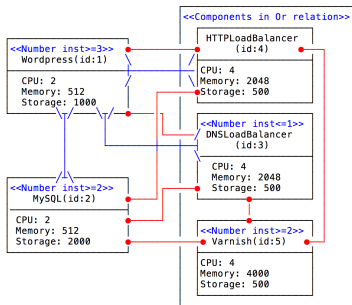 <<Components in Or relation>>
<<Number inst>=3>>
Wordpress(id:1)
CPU: 2
Memory: 512
Storage: 1000
HTTPLoadBalancer
(id:4)
CPU: 4
Memory: 2048
Storage: 500
<<Number inst<=1>>
DNSLoadBalancer
(id:3)
CPU: 4
Memory: 2048
Storage: 500
<<Number inst>=2>>
MySQL(id:2)
CPU: 2
Memory: 512
Storage: 2000
<<Number inst>=2>>
Varnish(id:5)
CPU: 4
Memory: 4000
Storage: 500